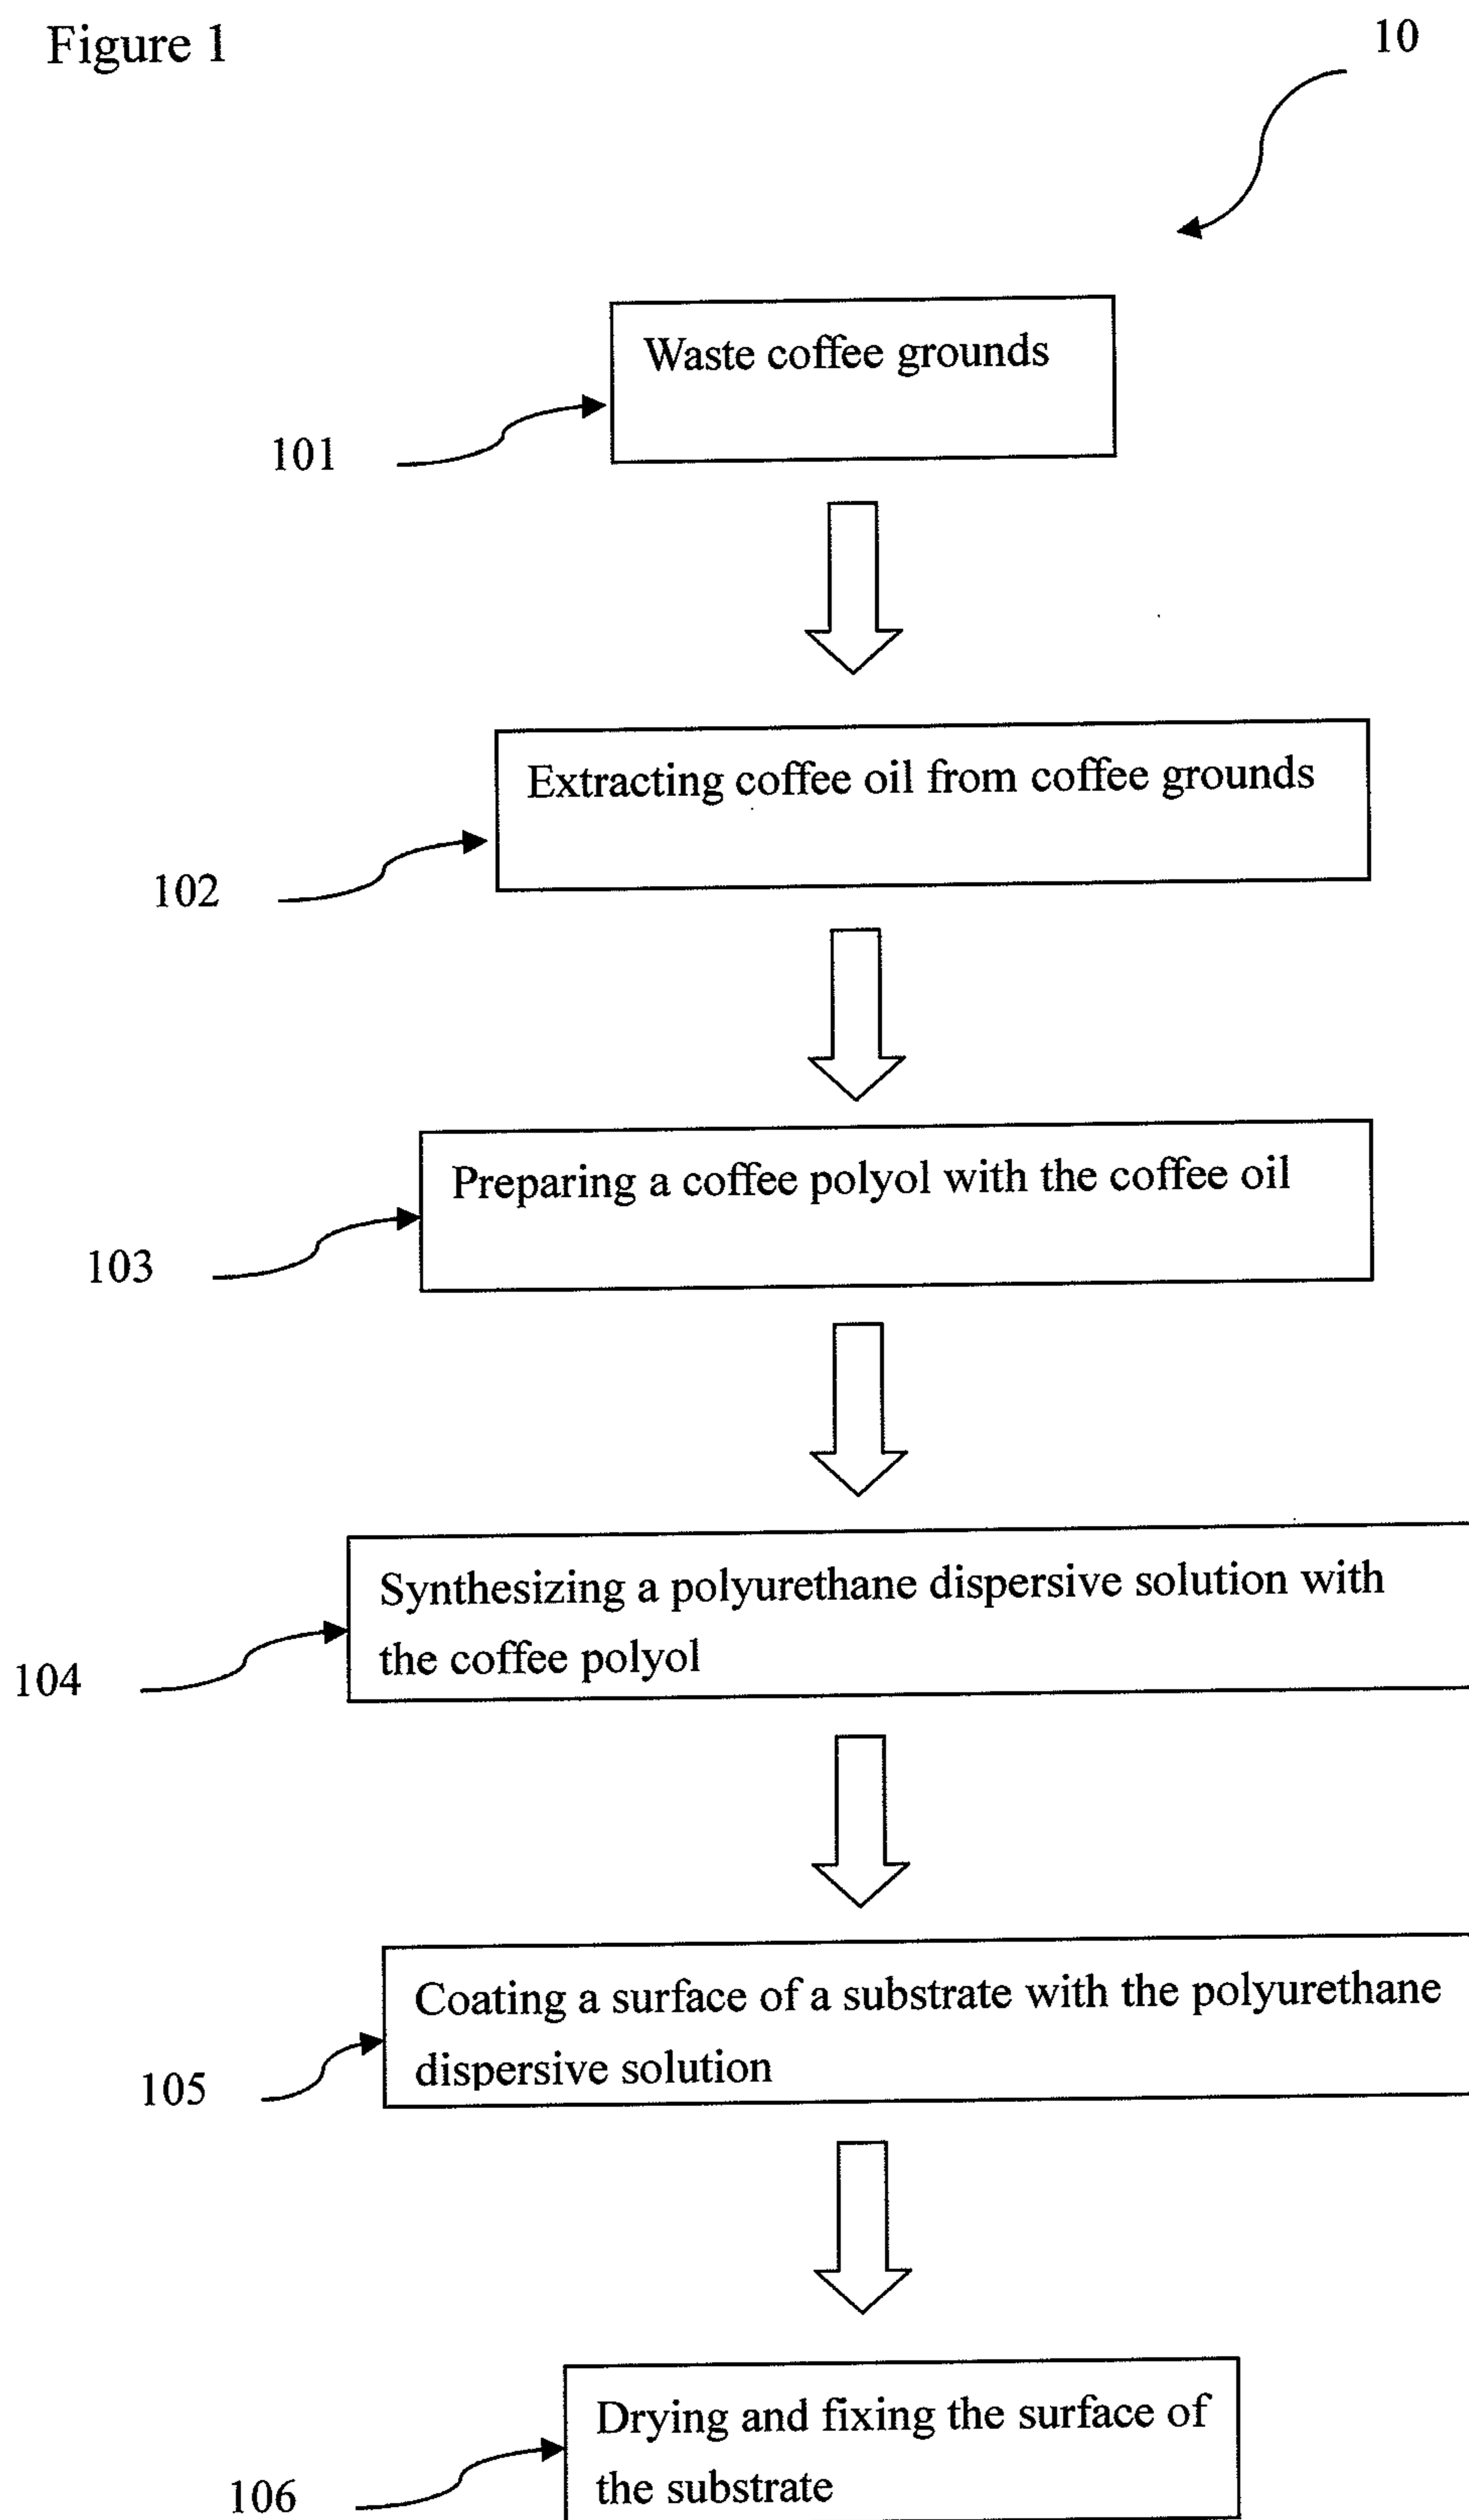 Figure 1
10
Waste coffee grounds
101
Extracting coffee oil from coffee grounds
102
Preparing a coffee polyol with the coffee oil
103
Synthesizing a polyurethane dispersive solution with
the coffee polyol
104
Coating a surface of a substrate with the polyurethane
dispersive solution
105
Drying and fixing the surface of
the substrate
106